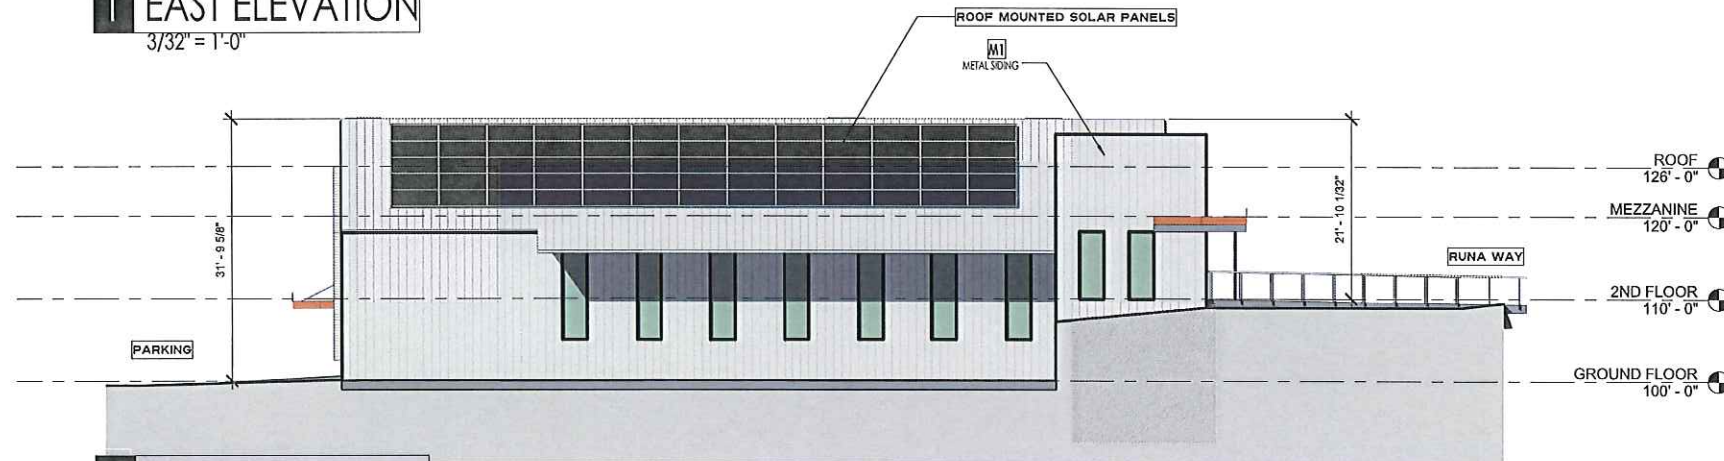 1 EAST ELEVATION
3/32" = 1'-0"
ROOF MOUNTED SOLAR PANELS
M1
METAL SIDING
31' - 9 5/8"
21' - 10 1/32"
ROOF
126' - 0"
MEZZANINE
120' - 0"
RUNA WAY
2ND FLOOR
110' - 0"
PARKING
GROUND FLOOR
100' - 0"